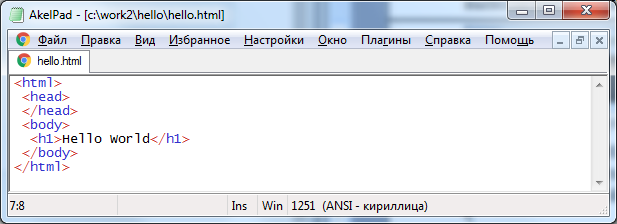 AkelPad - [c:\work2\hello\hello.html]
Файл Правка Вид Избранное Настройки Окно Плагины Справка Помощь
hello.html
<html>
<head>
</head>
<body>
<h1>Hello World</h1>
</body>
</html>
7:8 Ins Win 1251 (ANSI - кириллица)